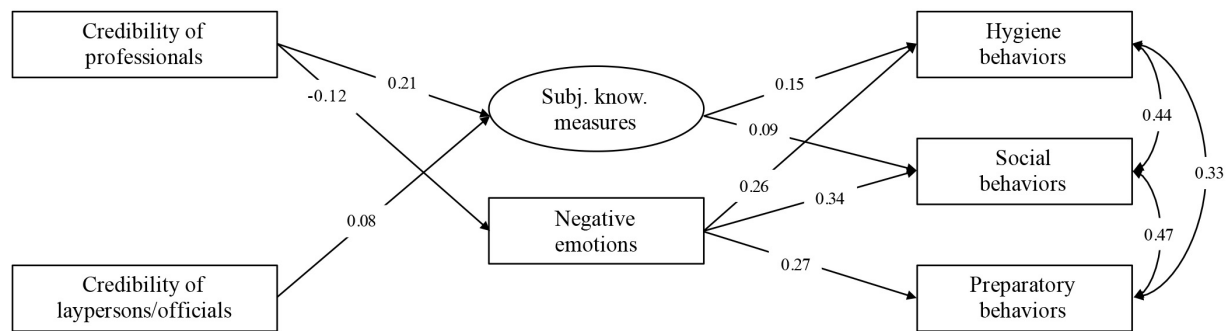 Credibility of
professionals
Credibility of
laypersons/officials
0.21
-0.12
0.08
Subj. know.
measures
Negative
emotions
0.15
0.09
0.26
0.34
0.27
Hygiene
behaviors
Social
behaviors
Preparatory
behaviors
0.44
0.33
0.47